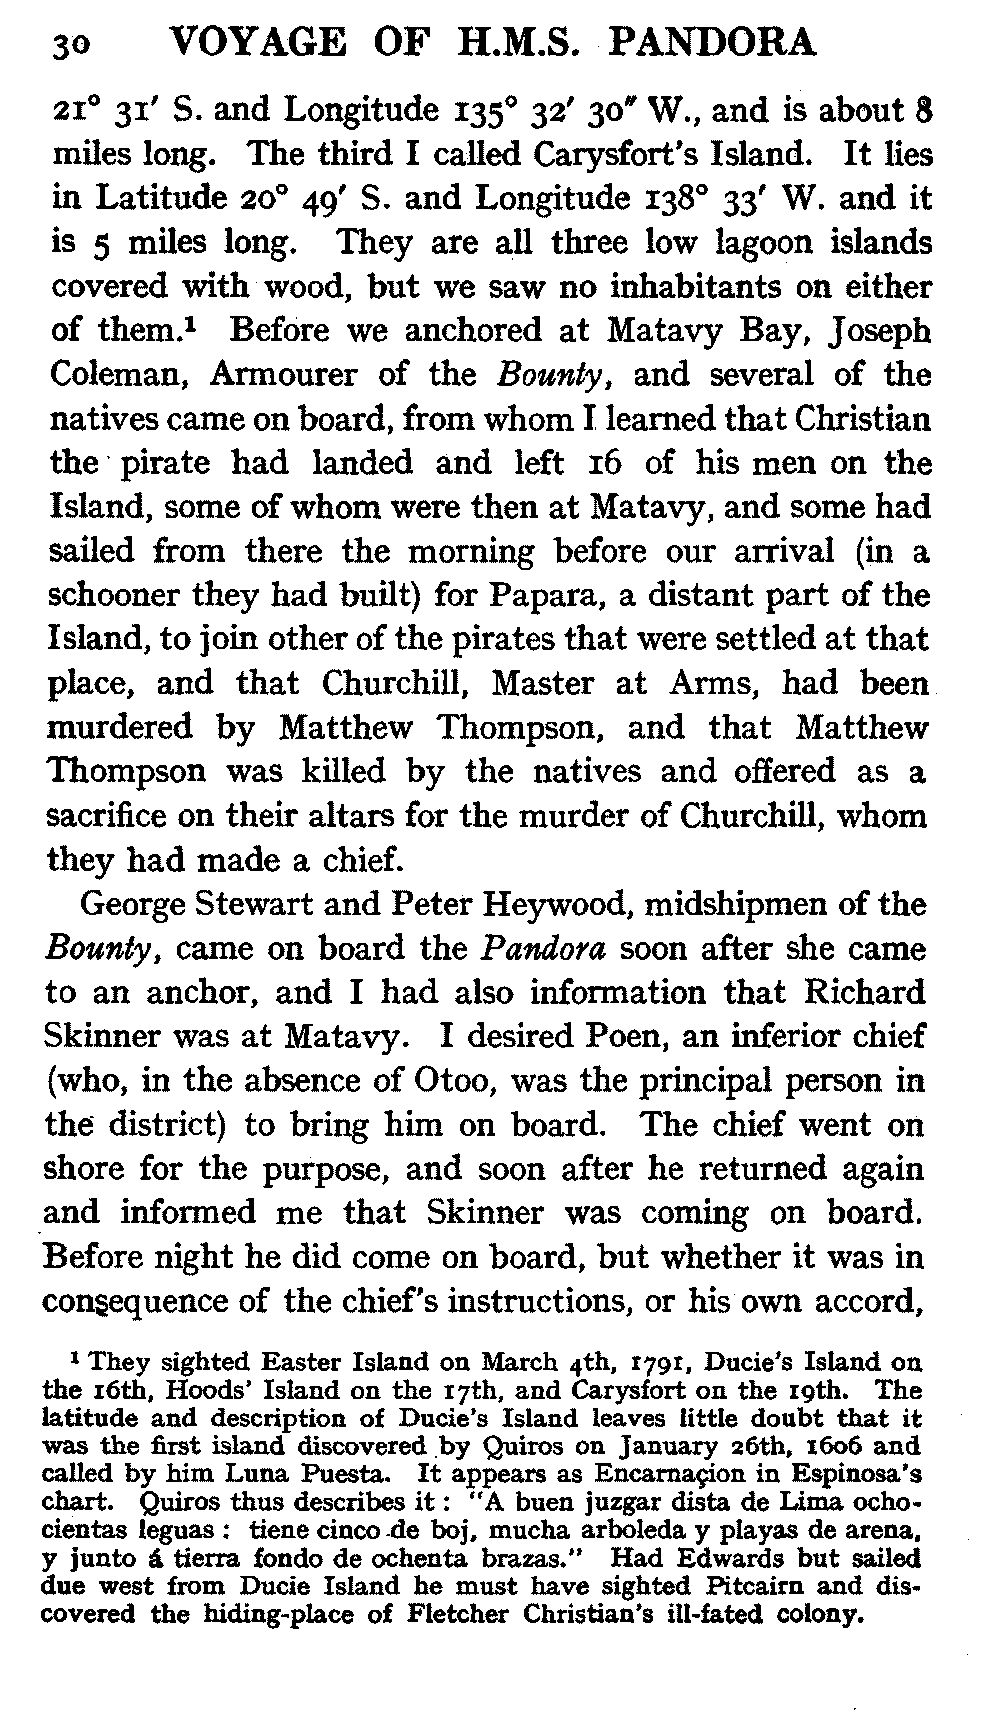 30 VOYAGE OF H.M.S. PANDORA
21° 31′ S. and Longitude 135° 32′ 30″ W., and is about 8
miles long. The third I called Carysfort's Island. It lies
in Latitude 20° 49′ S. and Longitude 138° 33′ W. and it
is 5 miles long. They are all three low lagoon islands
covered with wood, but we saw no inhabitants on either
of them.¹ Before we anchored at Matavy Bay, Joseph
Coleman, Armourer of the Bounty, and several of the
natives came on board, from whom I learned that Christian
the pirate had landed and left 16 of his men on the
Island, some of whom were then at Matavy, and some had
sailed from there the morning before our arrival (in a
schooner they had built) for Papara, a distant part of the
Island, to join other of the pirates that were settled at that
place, and that Churchill, Master at Arms, had been
murdered by Matthew Thompson, and that Matthew
Thompson was killed by the natives and offered as a
sacrifice on their altars for the murder of Churchill, whom
they had made a chief.
George Stewart and Peter Heywood, midshipmen of the
Bounty, came on board the Pandora soon after she came
to an anchor, and I had also information that Richard
Skinner was at Matavy. I desired Poen, an inferior chief
(who, in the absence of Otoo, was the principal person in
the district) to bring him on board. The chief went on
shore for the purpose, and soon after he returned again
and informed me that Skinner was coming on board.
Before night he did come on board, but whether it was in
consequence of the chief's instructions, or his own accord,
¹ They sighted Easter Island on March 4th, 1791, Ducie's Island on
the 16th, Hoods' Island on the 17th, and Carysfort on the 19th. The
latitude and description of Ducie's Island leaves little doubt that it
was the first island discovered by Quiros on January 26th, 1606 and
called by him Luna Puesta. It appears as Encarnaçion in Espinosa's
chart. Quiros thus describes it : "A buen juzgar dista de Lima ocho-
cientas leguas : tiene cinco de boj, mucha arboleda y playas de arena,
y junto á tierra fondo de ochenta brazas." Had Edwards but sailed
due west from Ducie Island he must have sighted Pitcairn and dis-
covered the hiding-place of Fletcher Christian's ill-fated colony.